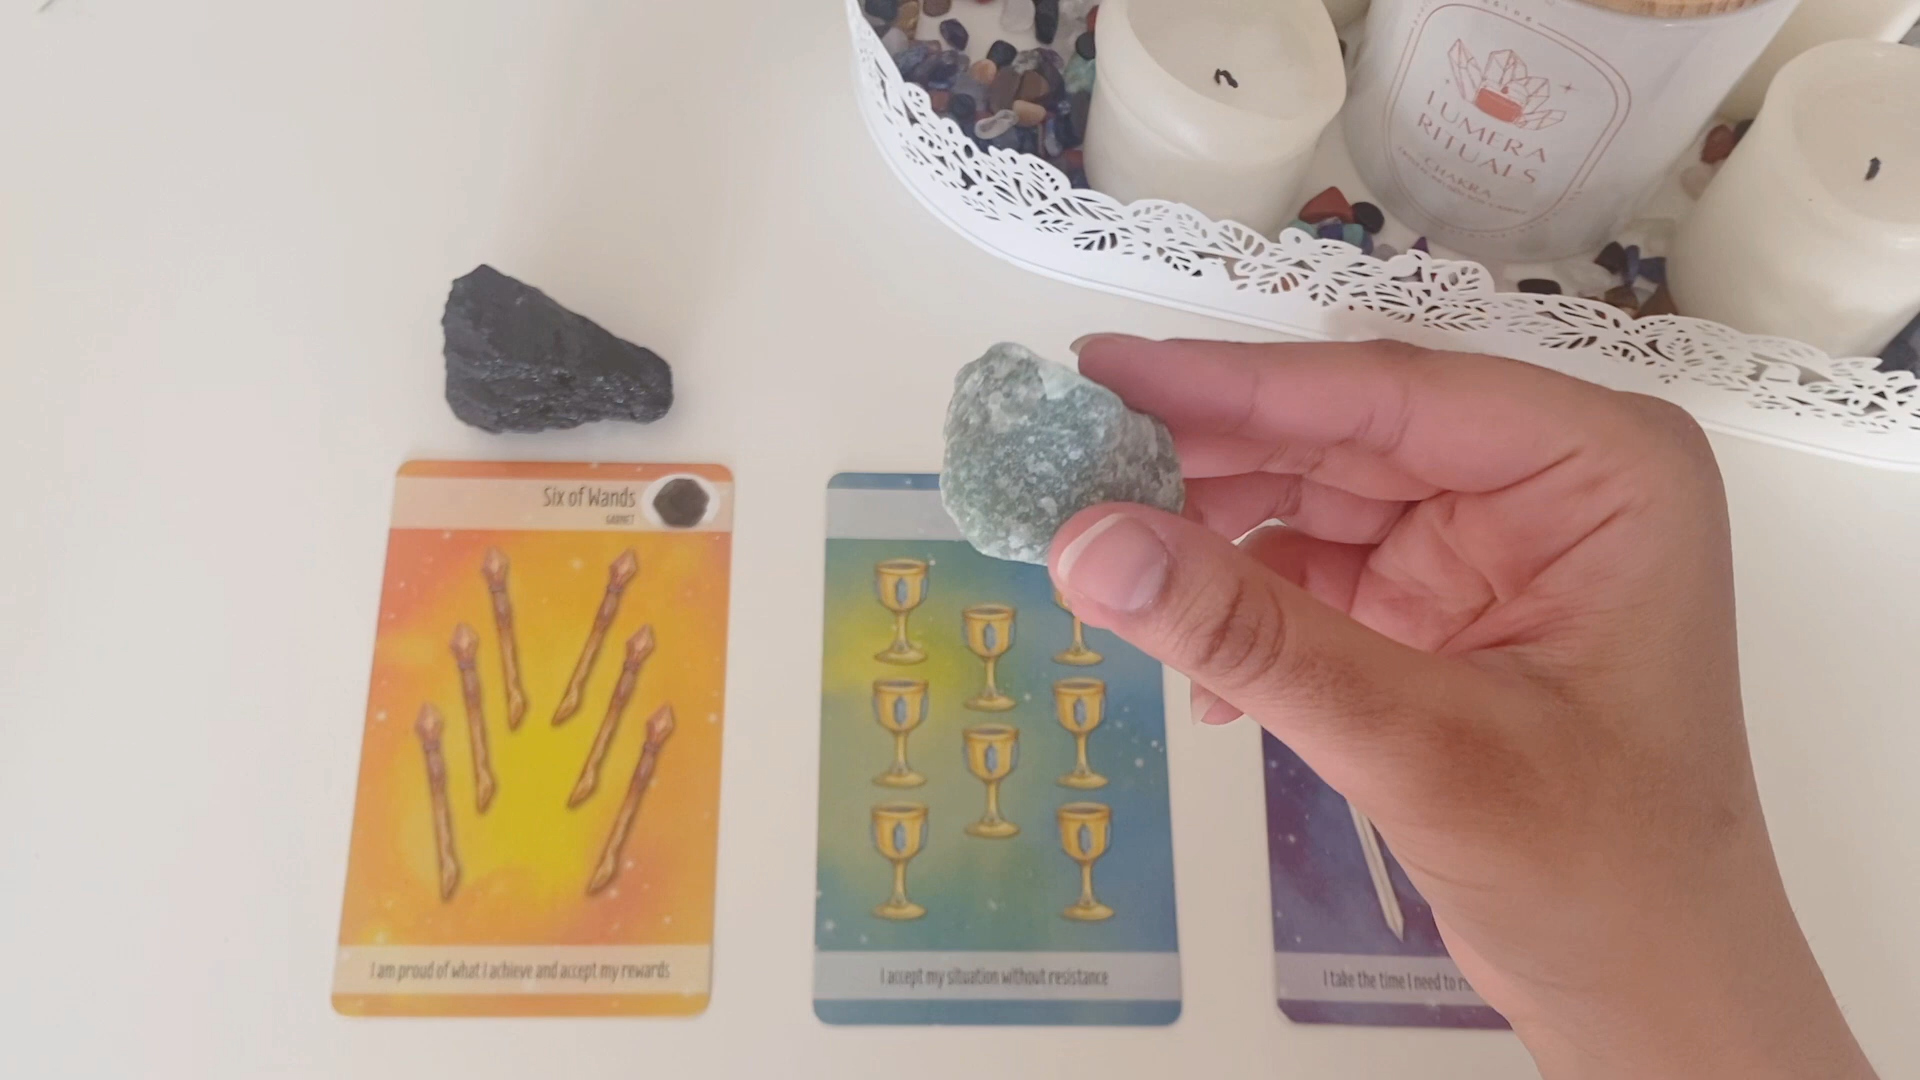 LUMERA
RITUALS
CHAKRA
Six of Wands
GARNET
I am proud of what I achieve and accept my rewards
I accept my situation without resistance
I take the time I need to